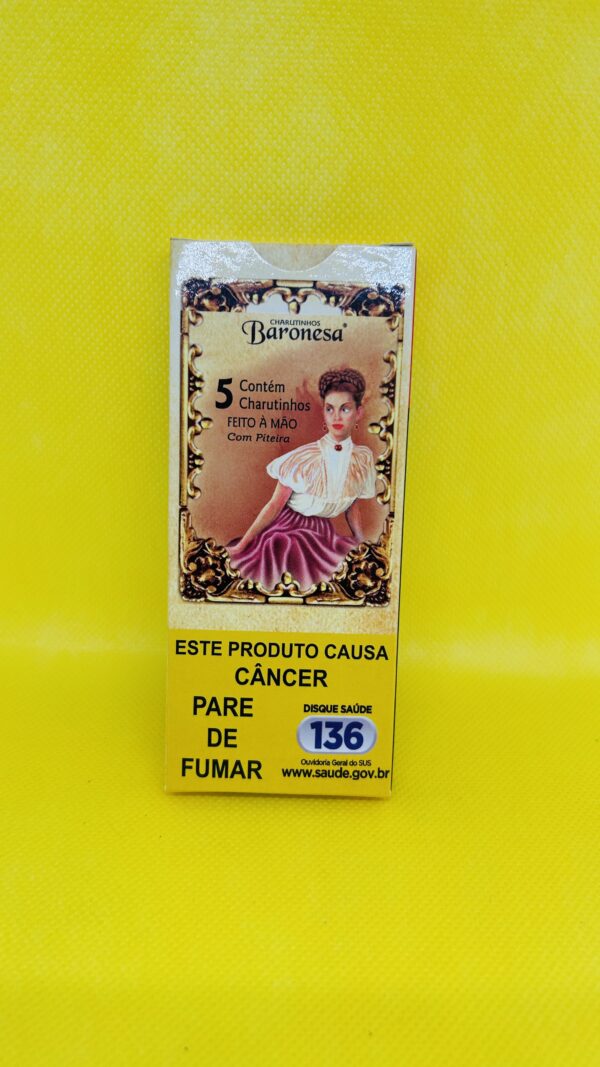 CHARUTINHOS
Baronesa®
5 Contém
Charutinhos
FEITO À MÃO
Com Piteira
ESTE PRODUTO CAUSA
CÂNCER
PARE
DE
FUMAR
DISQUE SAÚDE
136
Ouvidoria Geral do SUS
www.saude.gov.br